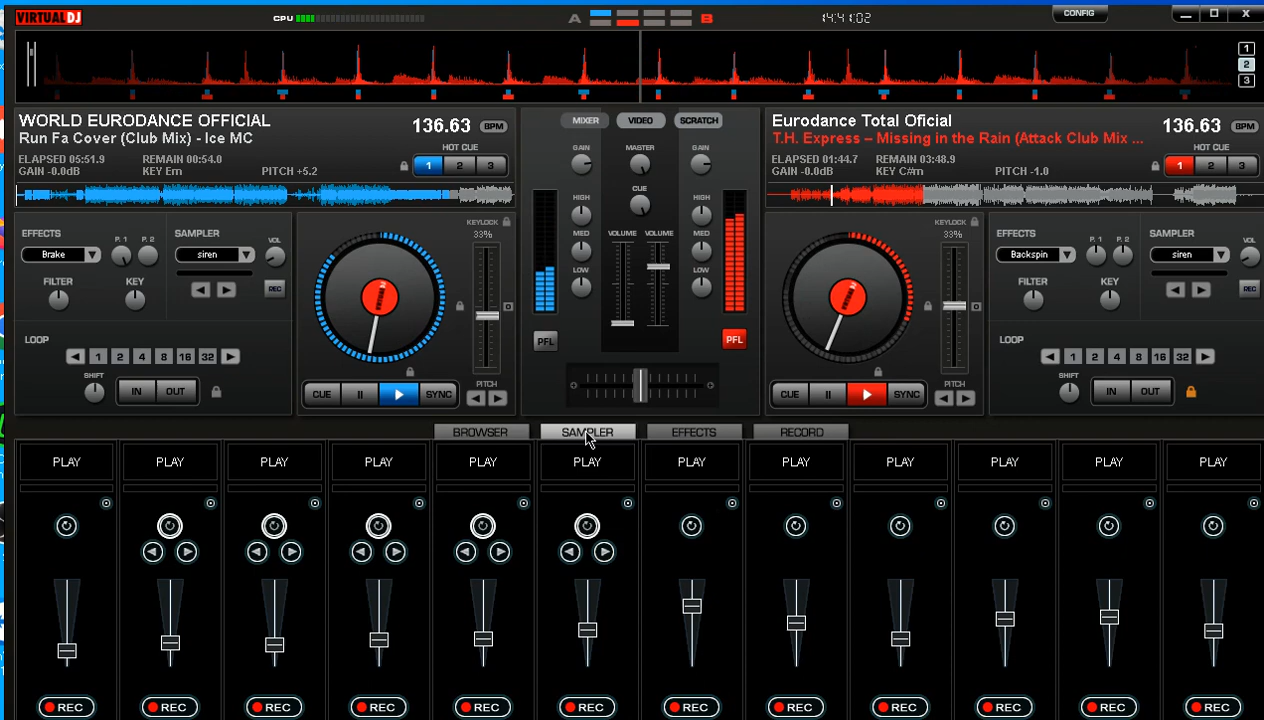 VIRTUALDJ
CPU
A
B
14:41:02
CONFIG
1
2
3
WORLD EURODANCE OFFICIAL
Run Fa Cover (Club Mix) - Ice MC
136.63 BPM
HOT CUE
1 2 3
ELAPSED 05:51.9 REMAIN 00:54.0
GAIN -0.0dB KEY Em PITCH +5.2
MIXER VIDEO SCRATCH
GAIN MASTER GAIN
CUE
HIGH HIGH
MED VOLUME VOLUME MED
LOW LOW
PFL PFL
Eurodance Total Oficial
T.H. Express – Missing in the Rain (Attack Club Mix ...
136.63 BPM
HOT CUE
1 2 3
ELAPSED 01:44.7 REMAIN 03:48.9
GAIN -0.0dB KEY C#m PITCH -1.0
EFFECTS SAMPLER
Brake P. 1 P. 2 siren VOL
FILTER KEY REC
LOOP
1 2 4 8 16 32
SHIFT IN OUT
KEYLOCK
33%
PITCH
CUE II SYNC
KEYLOCK
33%
PITCH
CUE II SYNC
EFFECTS SAMPLER
Backspin P. 1 P. 2 siren VOL
FILTER KEY REC
LOOP
1 2 4 8 16 32
SHIFT IN OUT
BROWSER SAMPLER EFFECTS RECORD
PLAY PLAY PLAY PLAY PLAY PLAY PLAY PLAY PLAY PLAY PLAY PLAY
REC REC REC REC REC REC REC REC REC REC REC REC